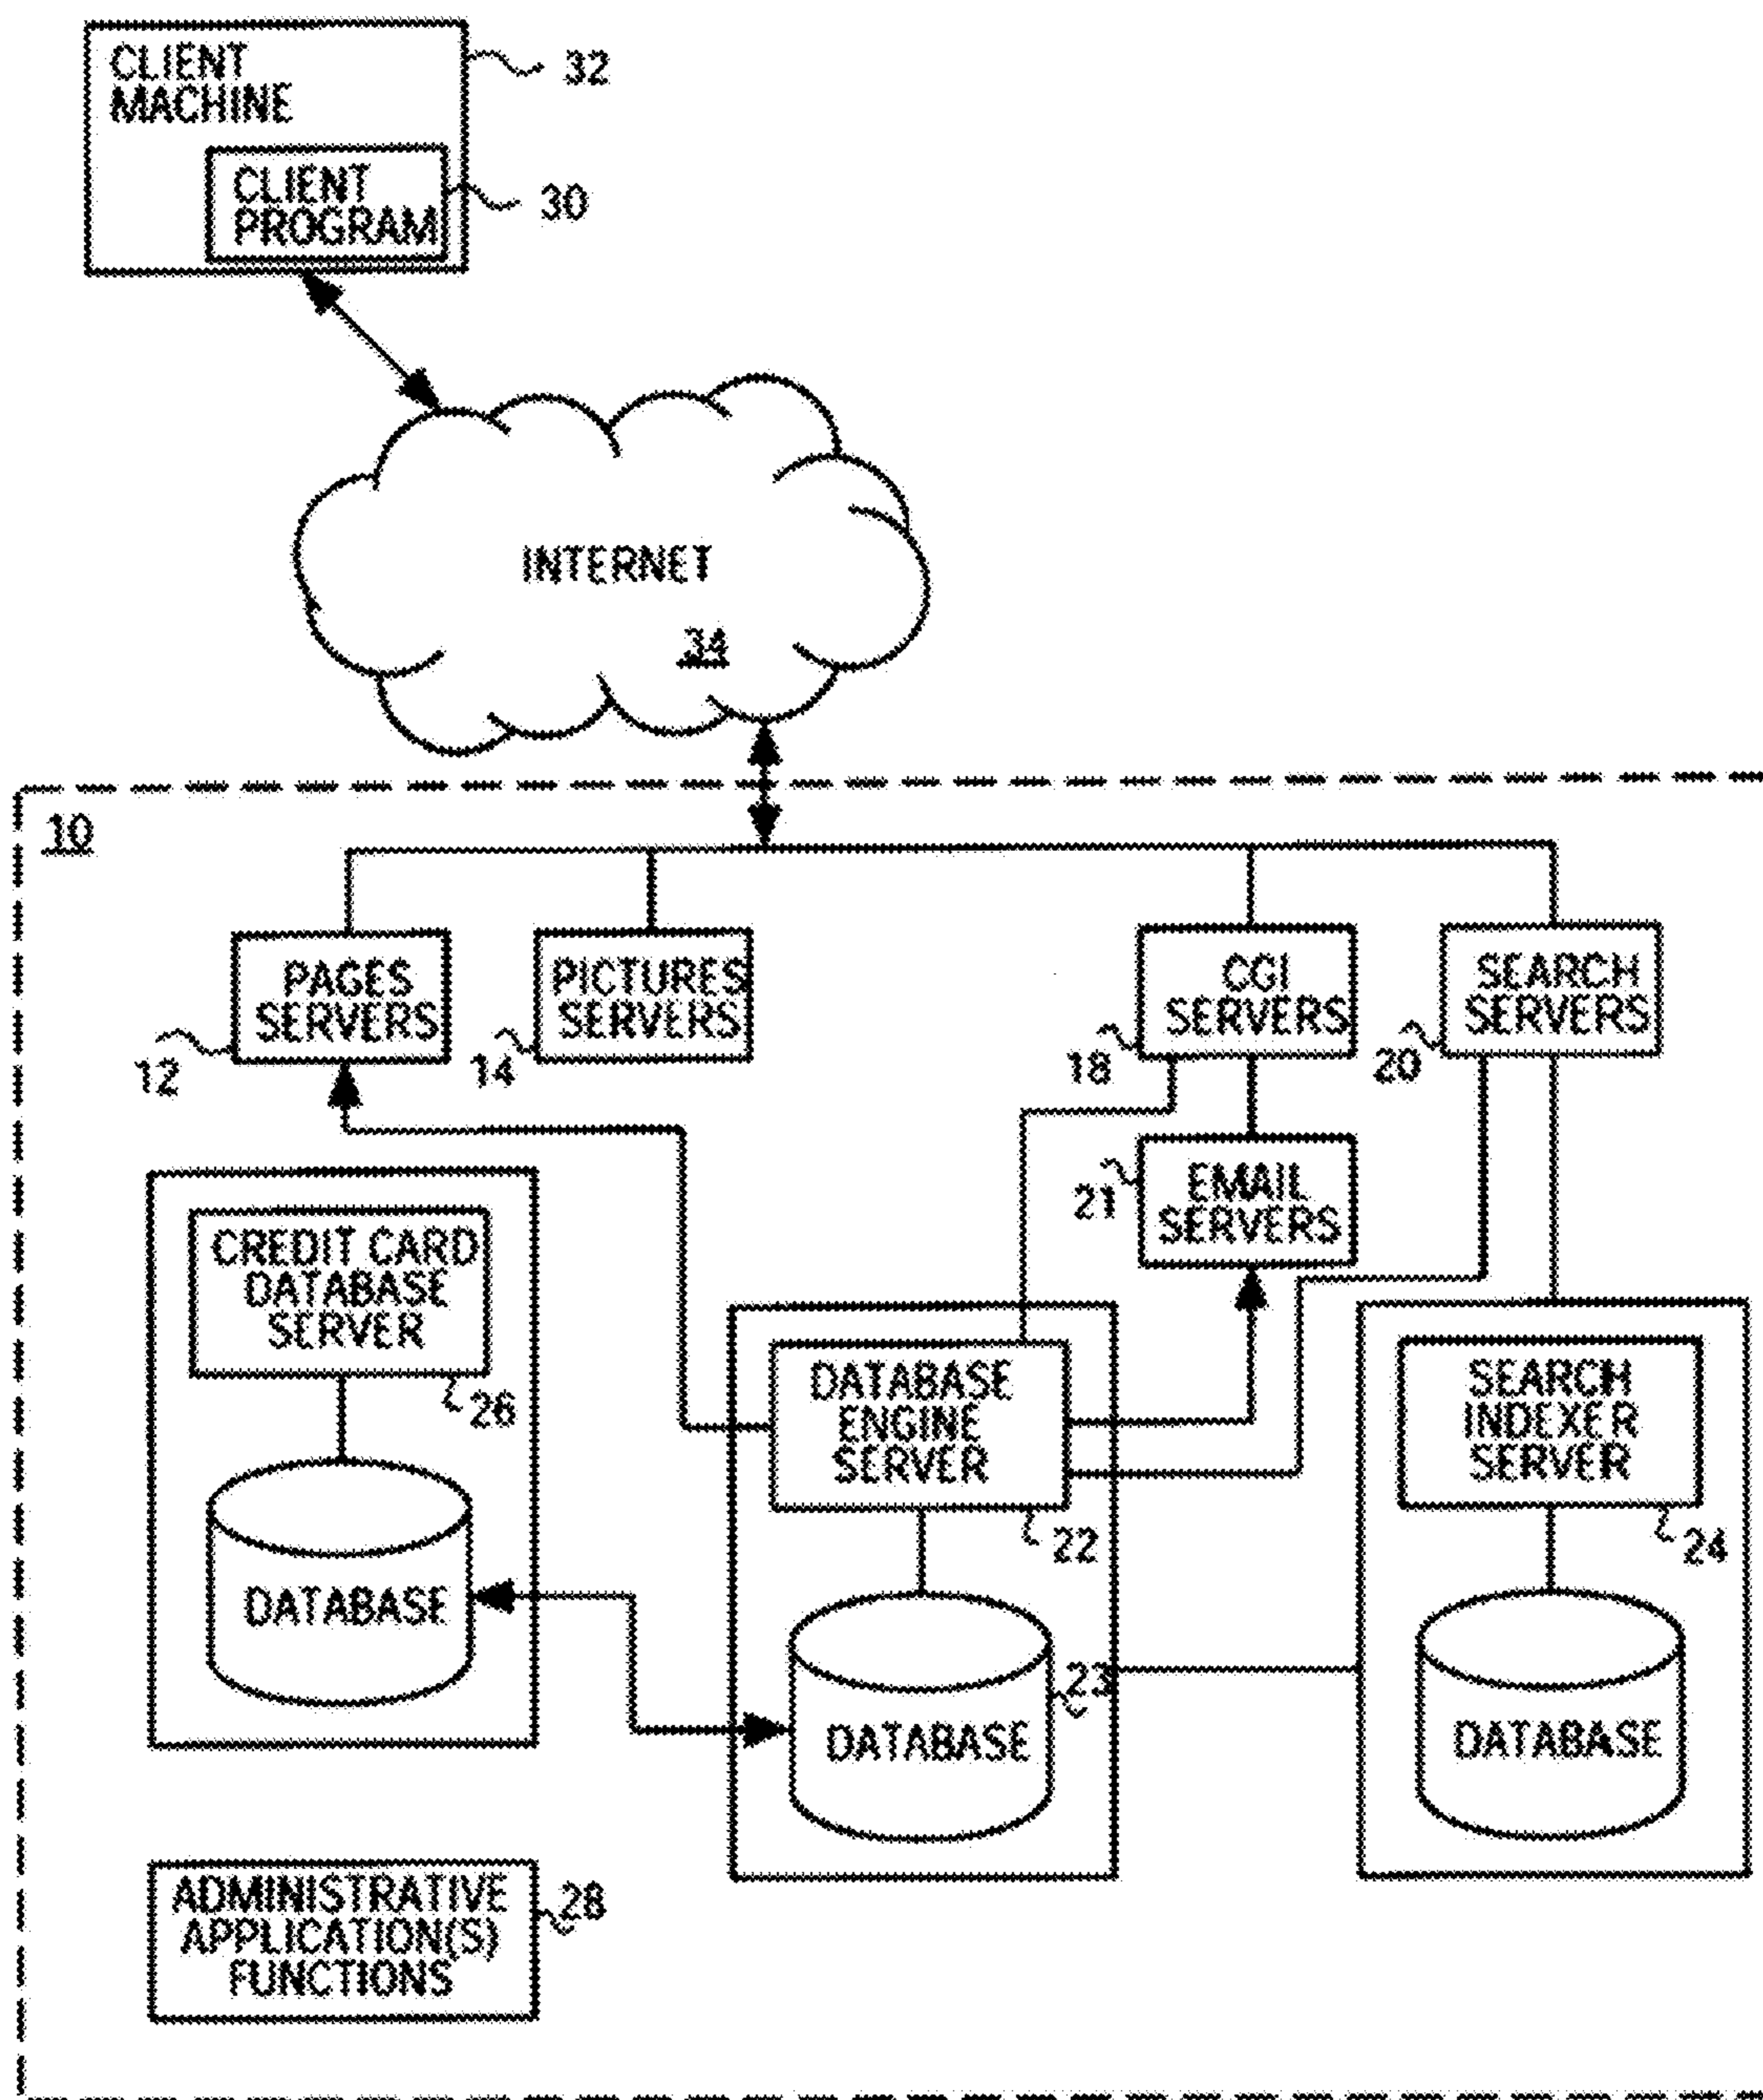 CLIENT
MACHINE
32
CLIENT
PROGRAM
30
INTERNET
34
10
PAGES
SERVERS
12
PICTURES
SERVERS
14
CGI
SERVERS
18
SEARCH
SERVERS
20
EMAIL
SERVERS
21
CREDIT CARD
DATABASE
SERVER
26
DATABASE
DATABASE
ENGINE
SERVER
22
DATABASE
23
SEARCH
INDEXER
SERVER
24
DATABASE
ADMINISTRATIVE
APPLICATION(S)
FUNCTIONS
28